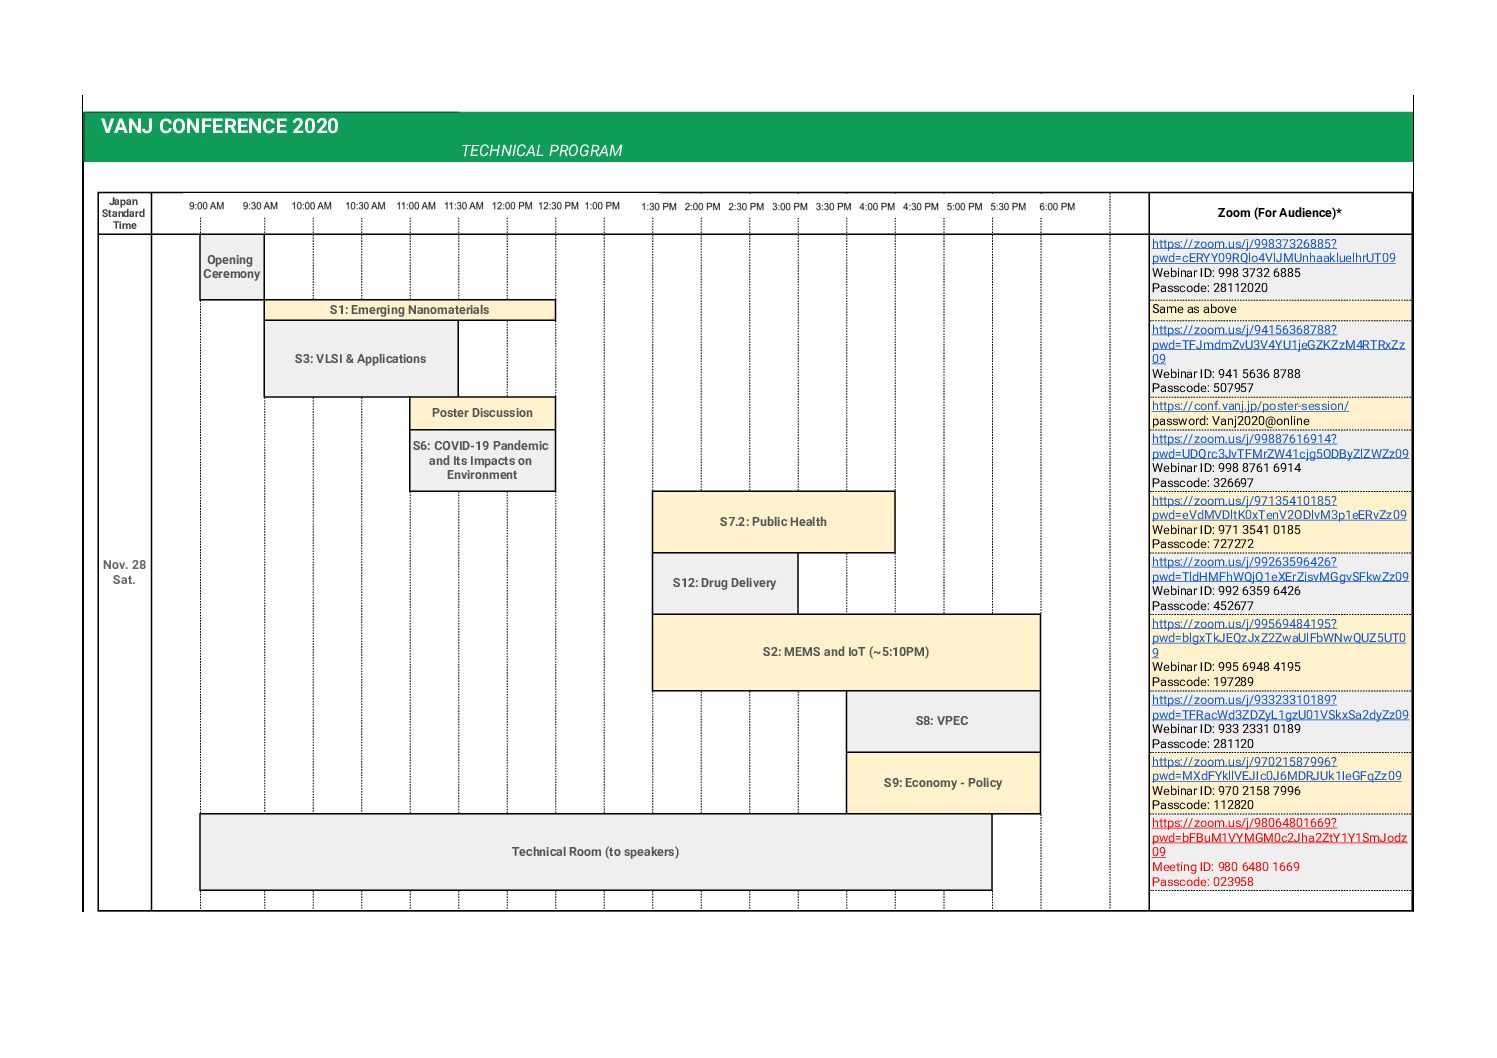 VANJ CONFERENCE 2020
TECHNICAL PROGRAM
Japan
Standard
Time
9:00 AM 9:30 AM 10:00 AM 10:30 AM 11:00 AM 11:30 AM 12:00 PM 12:30 PM 1:00 PM 1:30 PM 2:00 PM 2:30 PM 3:00 PM 3:30 PM 4:00 PM 4:30 PM 5:00 PM 5:30 PM 6:00 PM
Zoom (For Audience)*
Nov. 28
Sat.
Opening
Ceremony
https://zoom.us/j/99837326885?
pwd=cERYY09RQlo4VlJMUnhaakluelhrUT09
Webinar ID: 998 3732 6885
Passcode: 28112020
S1: Emerging Nanomaterials
Same as above
S3: VLSI & Applications
https://zoom.us/j/94156368788?
pwd=TFJmdmZvU3V4YU1jeGZKZzM4RTRxZz
09
Webinar ID: 941 5636 8788
Passcode: 507957
Poster Discussion
https://conf.vanj.jp/poster-session/
password: Vanj2020@online
S6: COVID-19 Pandemic
and Its Impacts on
Environment
https://zoom.us/j/99887616914?
pwd=UDQrc3JvTFMrZW41cjg5ODByZlZWZz09
Webinar ID: 998 8761 6914
Passcode: 326697
S7.2: Public Health
https://zoom.us/j/97135410185?
pwd=eVdMVDltK0xTenV2ODlvM3p1eERvZz09
Webinar ID: 971 3541 0185
Passcode: 727272
S12: Drug Delivery
https://zoom.us/j/99263596426?
pwd=TldHMFhWQjQ1eXErZisvMGgvSFkwZz09
Webinar ID: 992 6359 6426
Passcode: 452677
S2: MEMS and IoT (~5:10PM)
https://zoom.us/j/99569484195?
pwd=blgxTkJEQzJxZ2ZwaUlFbWNwQUZ5UT0
9
Webinar ID: 995 6948 4195
Passcode: 197289
S8: VPEC
https://zoom.us/j/93323310189?
pwd=TFRacWd3ZDZyL1gzU01VSkxSa2dyZz09
Webinar ID: 933 2331 0189
Passcode: 281120
S9: Economy - Policy
https://zoom.us/j/97021587996?
pwd=MXdFYkllVEJIc0J6MDRJUk1IeGFqZz09
Webinar ID: 970 2158 7996
Passcode: 112820
Technical Room (to speakers)
https://zoom.us/j/98064801669?
pwd=bFBuM1VYMGM0c2Jha2ZtY1Y1SmJodz
09
Meeting ID: 980 6480 1669
Passcode: 023958